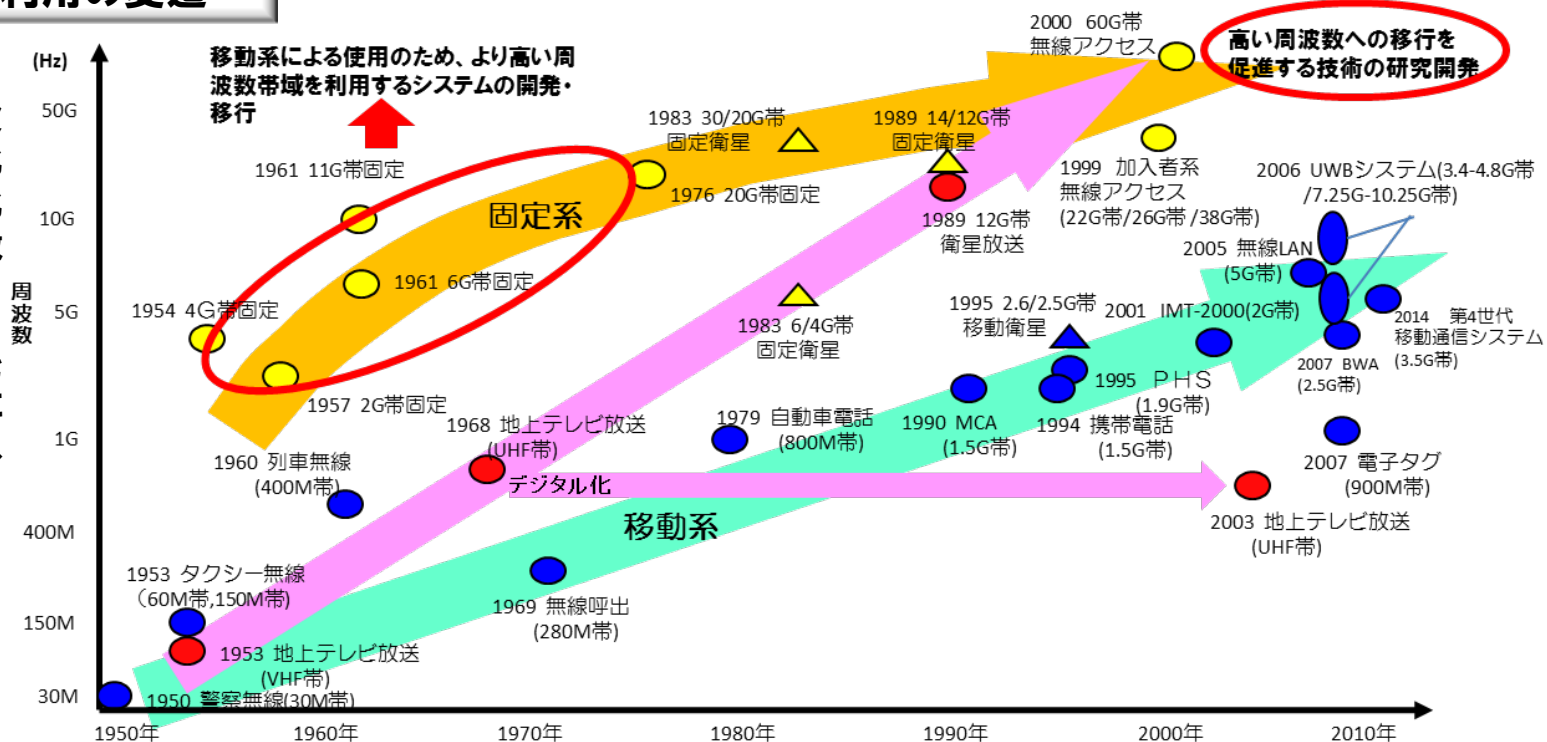 利用の変遷
(Hz)
周波数
50G
10G
5G
1G
400M
150M
30M
移動系による使用のため、より高い周
波数帯域を利用するシステムの開発・
移行
2000 60G帯
無線アクセス
高い周波数への移行を
促進する技術の研究開発
1983 30/20G帯
固定衛星
1989 14/12G帯
固定衛星
1961 11G帯固定
1976 20G帯固定
1999 加入者系
無線アクセス
(22G帯/26G帯/38G帯)
2006 UWBシステム(3.4-4.8G帯
/7.25G-10.25G帯)
固定系
1989 12G帯
衛星放送
2005 無線LAN
(5G帯)
1961 6G帯固定
1954 4G帯固定
1983 6/4G帯
固定衛星
1995 2.6/2.5G帯
移動衛星
2001 IMT-2000(2G帯)
2014 第4世代
移動通信システム
(3.5G帯)
2007 BWA
(2.5G帯)
1957 2G帯固定
1995 PHS
(1.9G帯)
1968 地上テレビ放送
(UHF帯)
1979 自動車電話
(800M帯)
1990 MCA
(1.5G帯)
1994 携帯電話
(1.5G帯)
1960 列車無線
(400M帯)
2007 電子タグ
(900M帯)
デジタル化
移動系
2003 地上テレビ放送
(UHF帯)
1953 タクシー無線
(60M帯,150M帯)
1969 無線呼出
(280M帯)
1953 地上テレビ放送
(VHF帯)
1950 警察無線(30M帯)
1950年
1960年
1970年
1980年
1990年
2000年
2010年